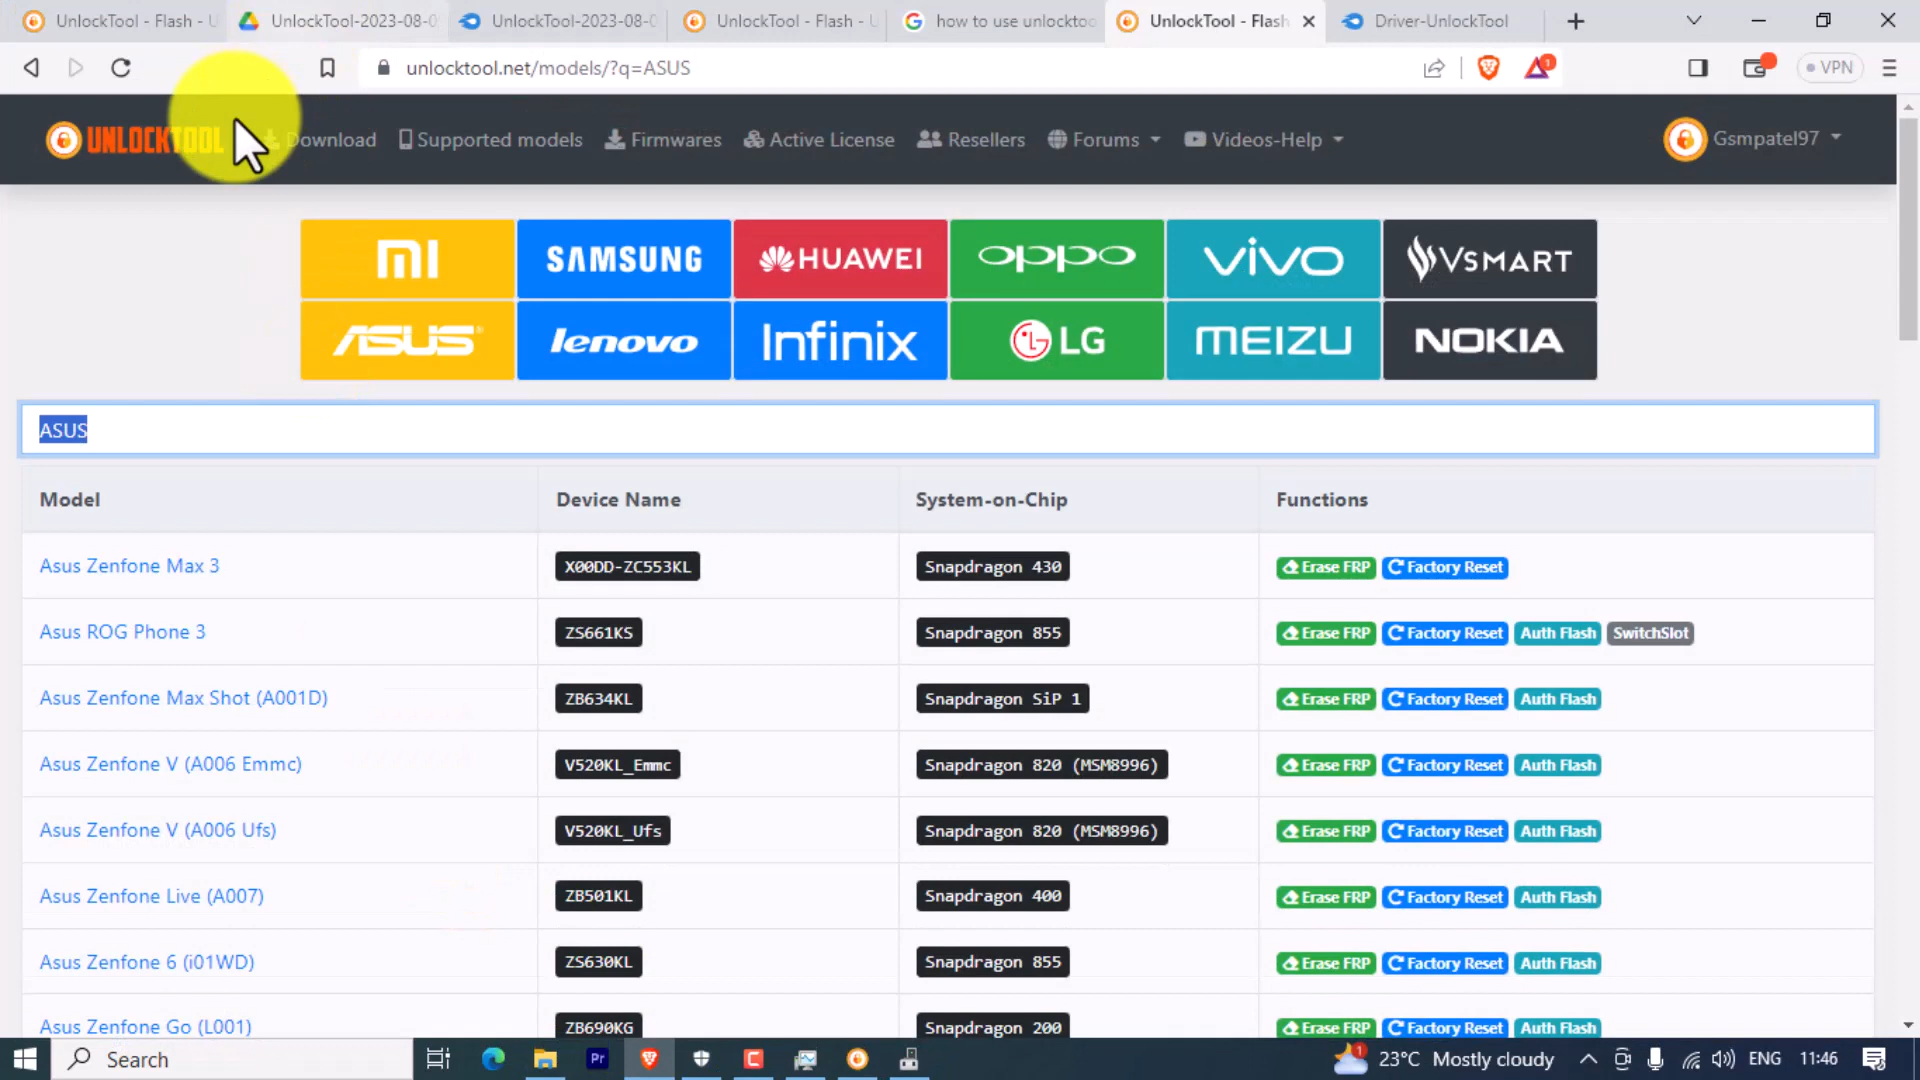 UnlockTool - Flash - U
UnlockTool-2023-08-0
UnlockTool-2023-08-0
UnlockTool - Flash - U
how to use unlocktoo
UnlockTool - Flash
Driver-UnlockTool
unlocktool.net/models/?q=ASUS
1
VPN
UNLOCKTOOL
Download
Supported models
Firmwares
Active License
Resellers
Forums
Videos-Help
Gsmpatel97
MI
SAMSUNG
HUAWEI
oppo
vivo
VSMART
ASUS
lenovo
Infinix
LG
MEIZU
NOKIA
ASUS
Model Device Name System-on-Chip Functions
Asus Zenfone Max 3 X00DD-ZC553KL Snapdragon 430 Erase FRP Factory Reset
Asus ROG Phone 3 ZS661KS Snapdragon 855 Erase FRP Factory Reset Auth Flash SwitchSlot
Asus Zenfone Max Shot (A001D) ZB634KL Snapdragon SiP 1 Erase FRP Factory Reset Auth Flash
Asus Zenfone V (A006 Emmc) V520KL_Emmc Snapdragon 820 (MSM8996) Erase FRP Factory Reset Auth Flash
Asus Zenfone V (A006 Ufs) V520KL_Ufs Snapdragon 820 (MSM8996) Erase FRP Factory Reset Auth Flash
Asus Zenfone Live (A007) ZB501KL Snapdragon 400 Erase FRP Factory Reset Auth Flash
Asus Zenfone 6 (i01WD) ZS630KL Snapdragon 855 Erase FRP Factory Reset Auth Flash
Asus Zenfone Go (L001) ZB690KG Snapdragon 200 Erase FRP Factory Reset Auth Flash
Search
Pr
C
1
23°C Mostly cloudy
ENG
11:46